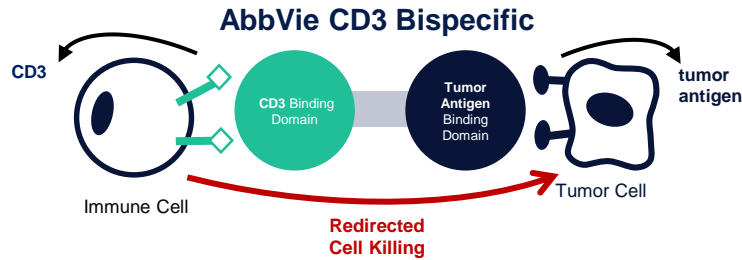 AbbVie CD3 Bispecific
CD3
CD3 Binding
Domain
Tumor
Antigen
Binding
Domain
tumor
antigen
Immune Cell
Tumor Cell
Redirected
Cell Killing